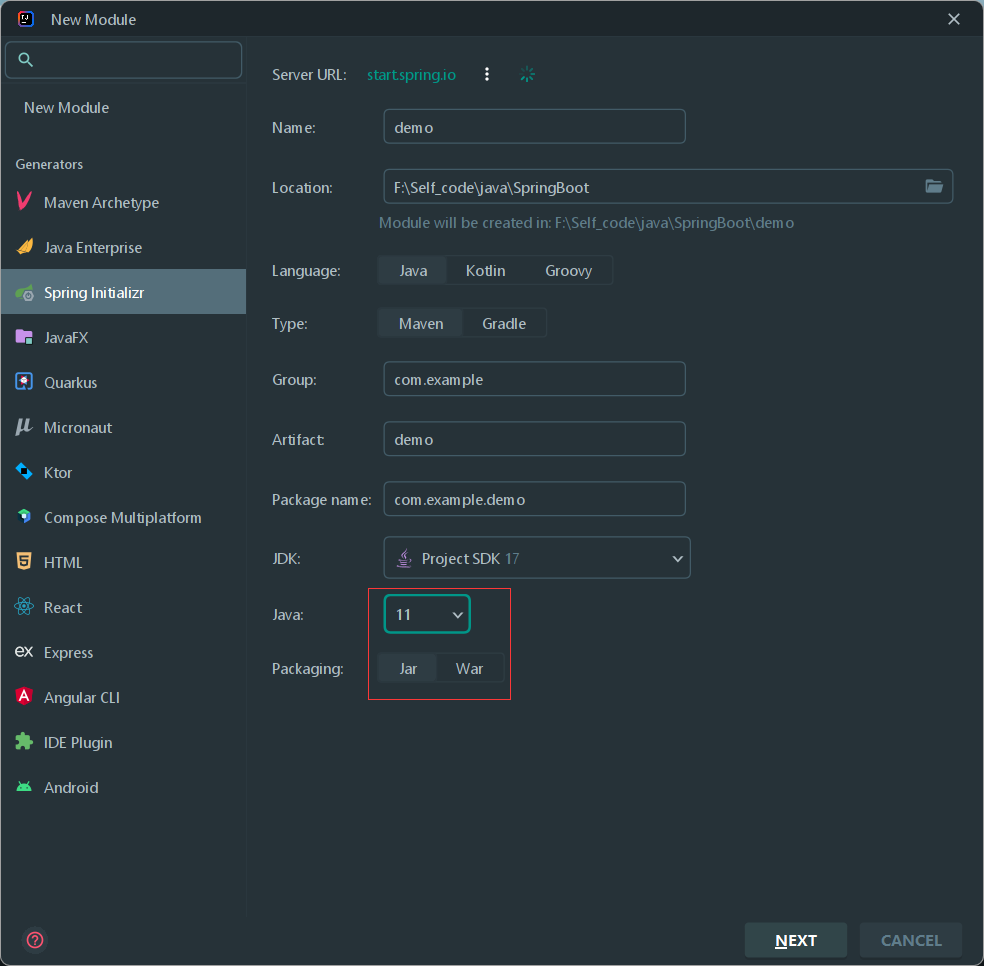 New Module
New Module
Generators
Maven Archetype
Java Enterprise
Spring Initializr
JavaFX
Quarkus
Micronaut
Ktor
Compose Multiplatform
HTML
React
Express
Angular CLI
IDE Plugin
Android
Server URL: start.spring.io
Name: demo
Location: F:\Self_code\java\SpringBoot
Module will be created in: F:\Self_code\java\SpringBoot\demo
Language: Java Kotlin Groovy
Type: Maven Gradle
Group: com.example
Artifact: demo
Package name: com.example.demo
JDK: Project SDK 17
Java: 11
Packaging: Jar War
? NEXT CANCEL